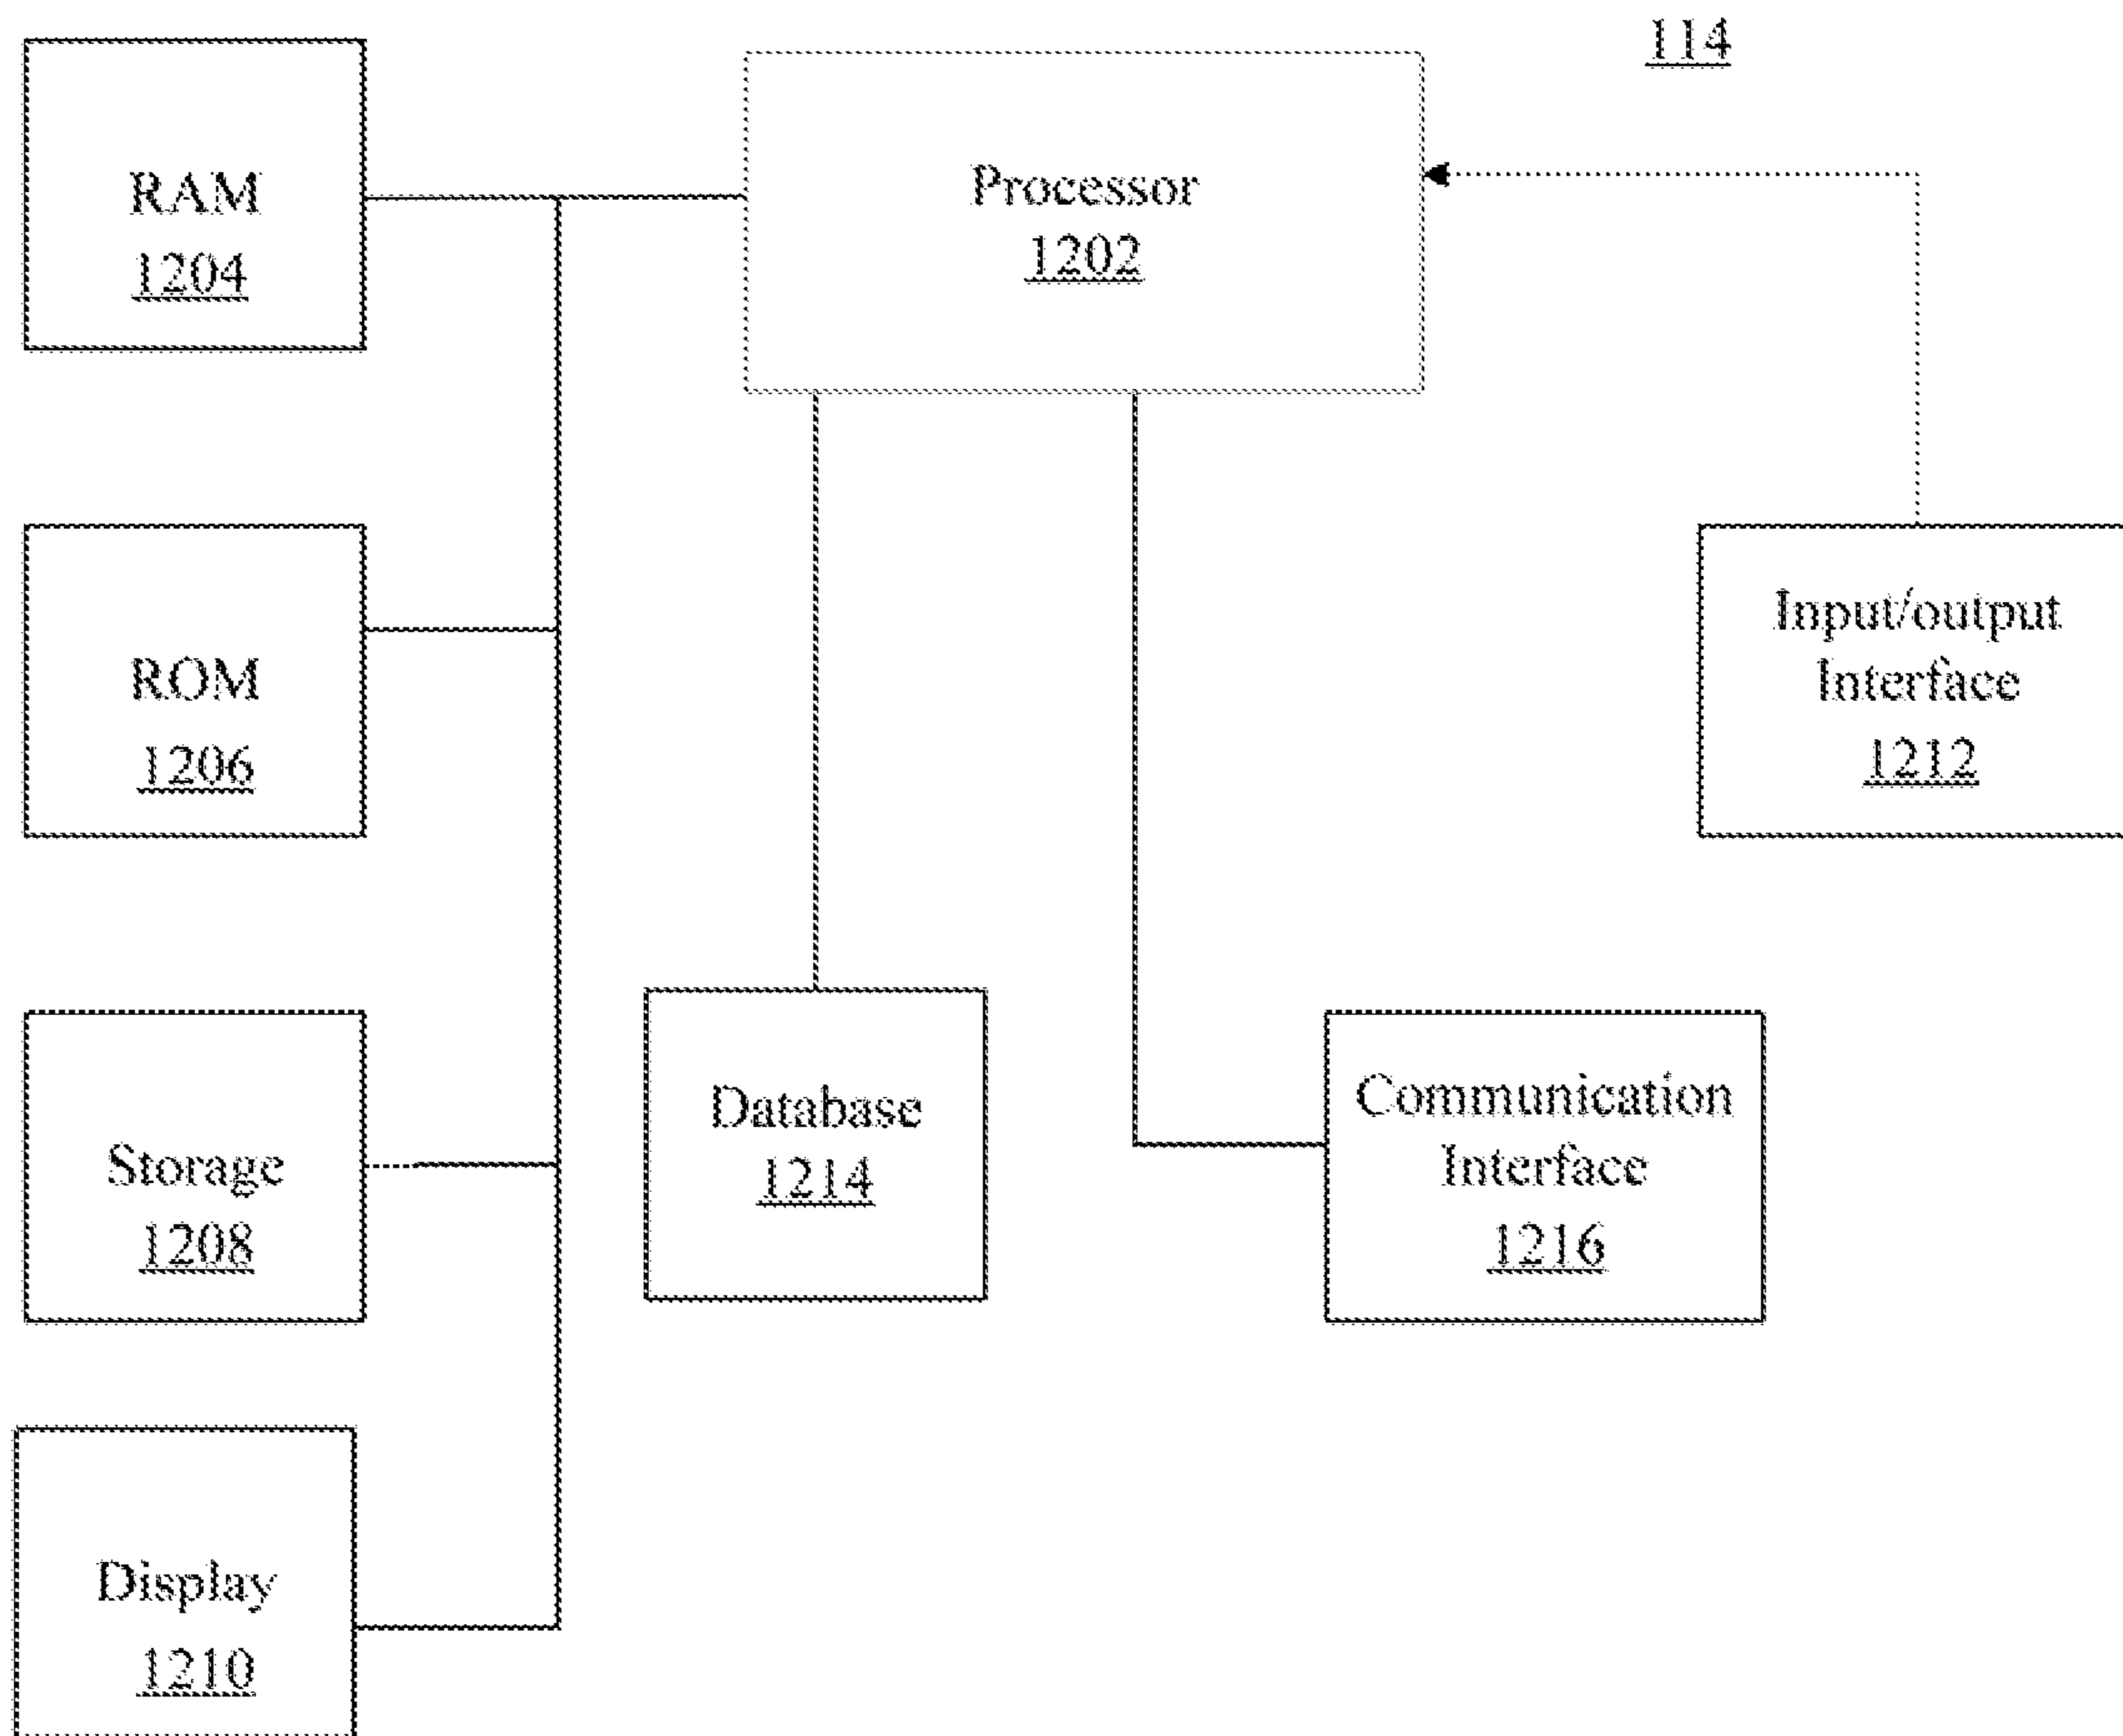 114
RAM
1204
Processor
1202
ROM
1206
Input/output
Interface
1212
Storage
1208
Database
1214
Communication
Interface
1216
Display
1210